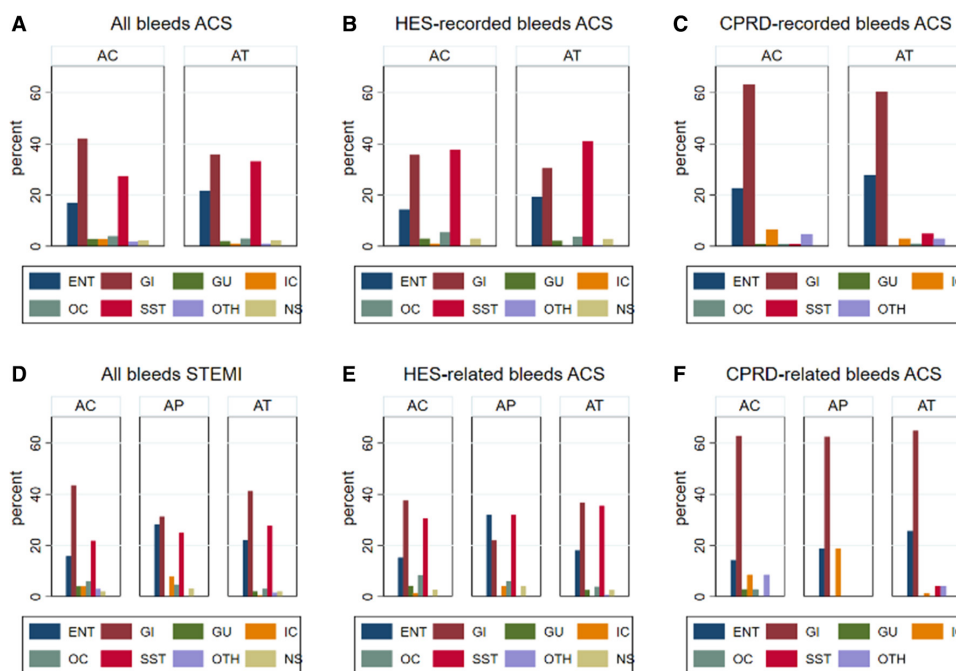 A All bleeds ACS
AC AT
percent
0 20 40 60
ENT GI GU IC
OC SST OTH NS
B HES-recorded bleeds ACS
AC AT
percent
0 20 40 60
ENT GI GU IC
OC SST OTH NS
C CPRD-recorded bleeds ACS
AC AT
percent
0 20 40 60
ENT GI GU
OC SST OTH
D All bleeds STEMI
AC AP AT
percent
0 20 40 60
ENT GI GU IC
OC SST OTH NS
E HES-related bleeds ACS
AC AP AT
percent
0 20 40 60
ENT GI GU IC
OC SST OTH NS
F CPRD-related bleeds ACS
AC AP AT
percent
0 20 40 60
ENT GI GU
OC SST OTH